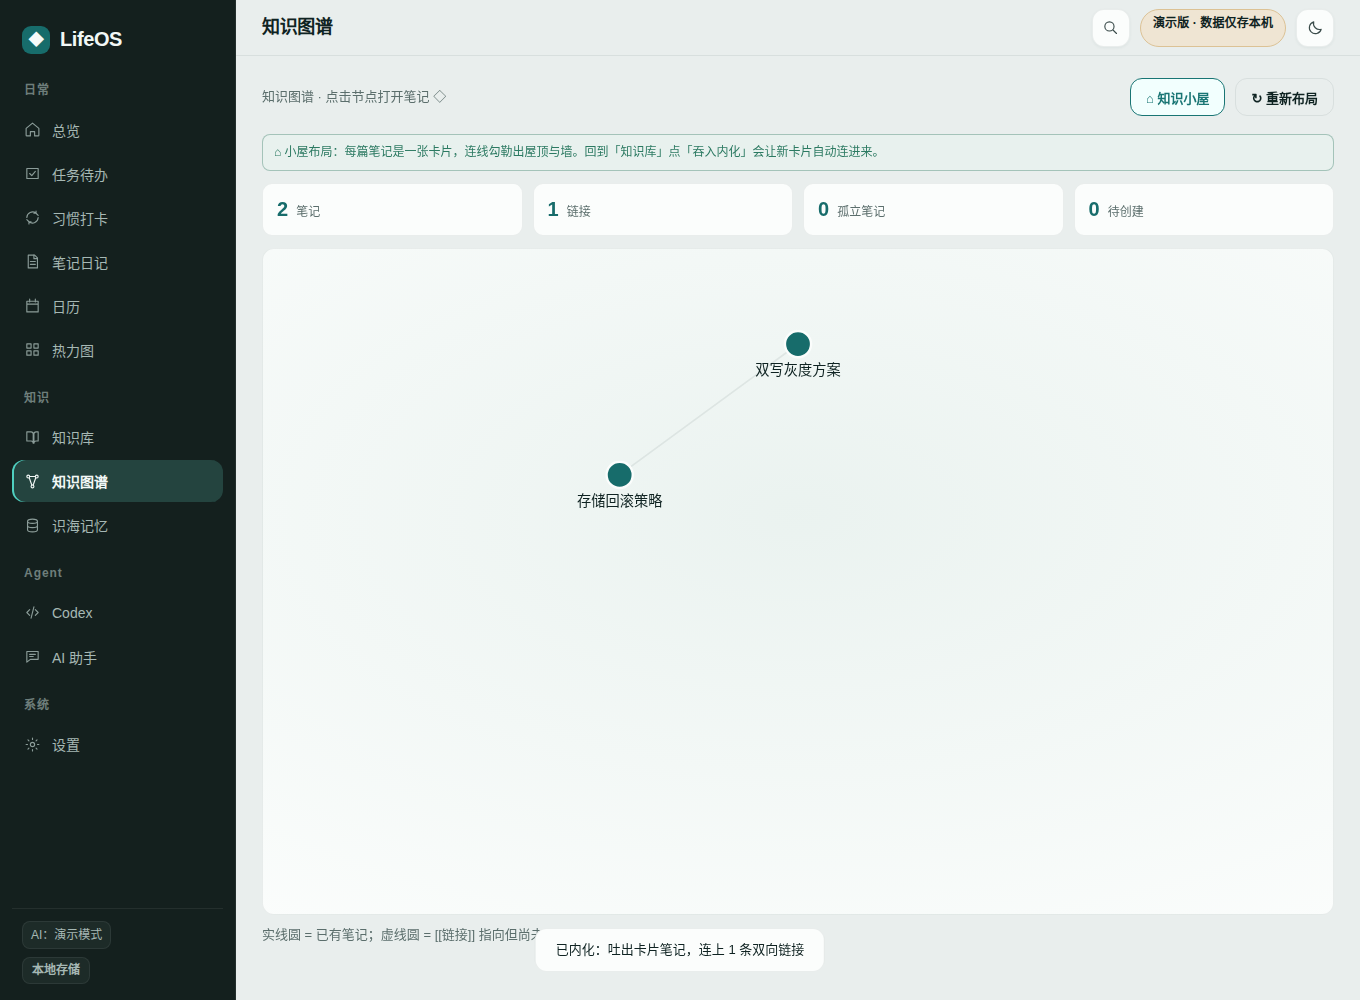 LifeOS
日常
总览
任务待办
习惯打卡
笔记日记
日历
热力图
知识
知识库
知识图谱
识海记忆
Agent
Codex
AI 助手
系统
设置
AI：演示模式
本地存储
知识图谱
演示版 · 数据仅存本机
知识图谱 · 点击节点打开笔记 ◇
⌂ 知识小屋
↻ 重新布局
⌂ 小屋布局：每篇笔记是一张卡片，连线勾勒出屋顶与墙。回到「知识库」点「吞入内化」会让新卡片自动连进来。
2 笔记
1 链接
0 孤立笔记
0 待创建
双写灰度方案
存储回滚策略
实线圆 = 已有笔记；虚线圆 = [[链接]] 指向但尚
已内化：吐出卡片笔记，连上 1 条双向链接